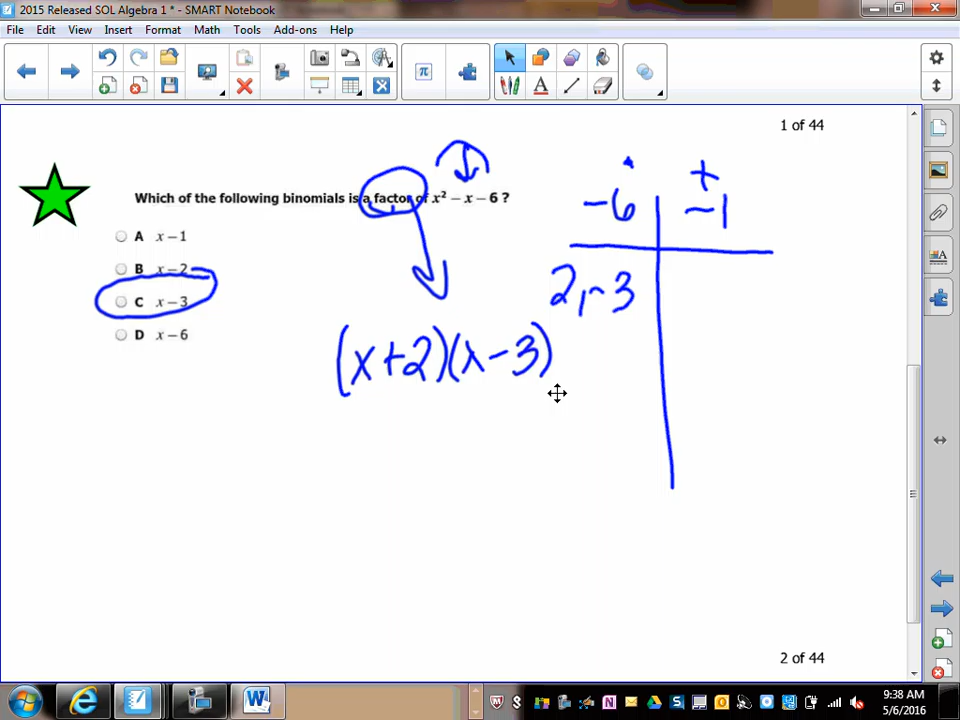 2015 Released SOL Algebra 1 * - SMART Notebook
File Edit View Insert Format Math Tools Add-ons Help
1 of 44
Which of the following binomials is a factor of x² – x – 6 ?
A x – 1
B x – 2
C x – 3
D x – 6
· +
-6 -1
2, -3
(x+2)(x-3)
2 of 44
9:38 AM
5/6/2016